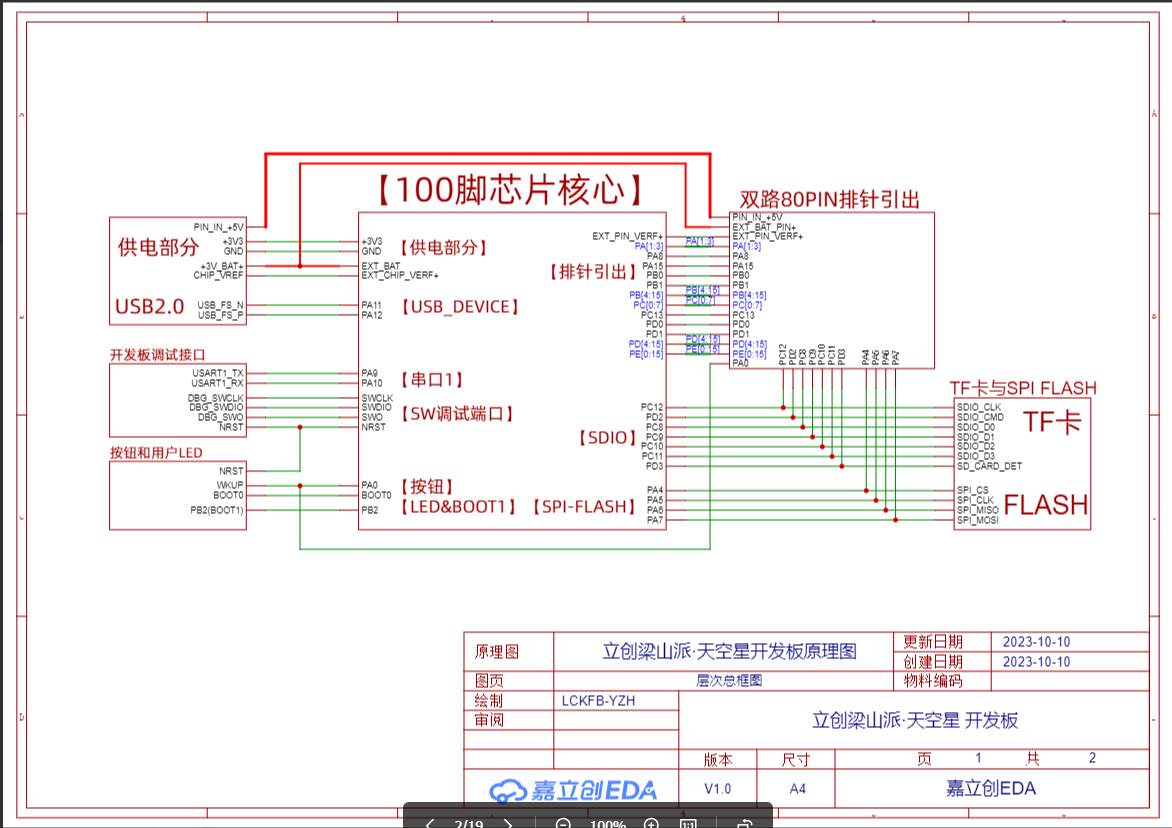 【100脚芯片核心】
双路80PIN排针引出
供电部分
USB2.0
PIN_IN_+5V
+3V3
GND
+3V_BAT+
CHIP_VREF
USB_FS_N
USB_FS_P
开发板调试接口
USART1_TX
USART1_RX
DBG_SWCLK
DBG_SWDIO
DBG_SWO
NRST
按钮和用户LED
NRST
WKUP
BOOT0
PB2(BOOT1)
+3V3
GND
EXT_BAT
EXT_CHIP_VERF+
PA11
PA12
PA9
PA10
SWCLK
SWDIO
SWO
NRST
PA0
BOOT0
PB2
【供电部分】
【USB_DEVICE】
【串口1】
【SW调试端口】
【按钮】
【LED&BOOT1】
【排针引出】
【SDIO】
【SPI-FLASH】
EXT_PIN_VERF+
PA[1:3]
PA8
PA15
PB0
PB1
PB[4:15]
PC[0:7]
PC13
PD0
PD1
PD[4:15]
PE[0:15]
PC12
PD2
PC8
PC9
PC10
PC11
PD3
PA4
PA5
PA6
PA7
PA[1:3]
PB[4:15]
PC[0:7]
PD[4:15]
PE[0:15]
PIN_IN_+5V
EXT_BAT_PIN+
EXT_PIN_VERF+
PA[1:3]
PA8
PA15
PB0
PB1
PB[4:15]
PC[0:7]
PC13
PD0
PD1
PD[4:15]
PE[0:15]
PA0
PC12
PD2
PC8
PC9
PC10
PC11
PD3
PA4
PA5
PA6
PA7
TF卡与SPI FLASH
SDIO_CLK
SDIO_CMD
SDIO_D0
SDIO_D1
SDIO_D2
SDIO_D3
SD_CARD_DET
SPI_CS
SPI_CLK
SPI_MISO
SPI_MOSI
TF卡
FLASH
原理图
立创梁山派·天空星开发板原理图
更新日期
2023-10-10
创建日期
2023-10-10
图页
层次总框图
物料编码
绘制
LCKFB-YZH
审阅
立创梁山派·天空星 开发板
版本
尺寸
页 1 共 2
嘉立创EDA
V1.0
A4
嘉立创EDA
2/19
100%
1:1